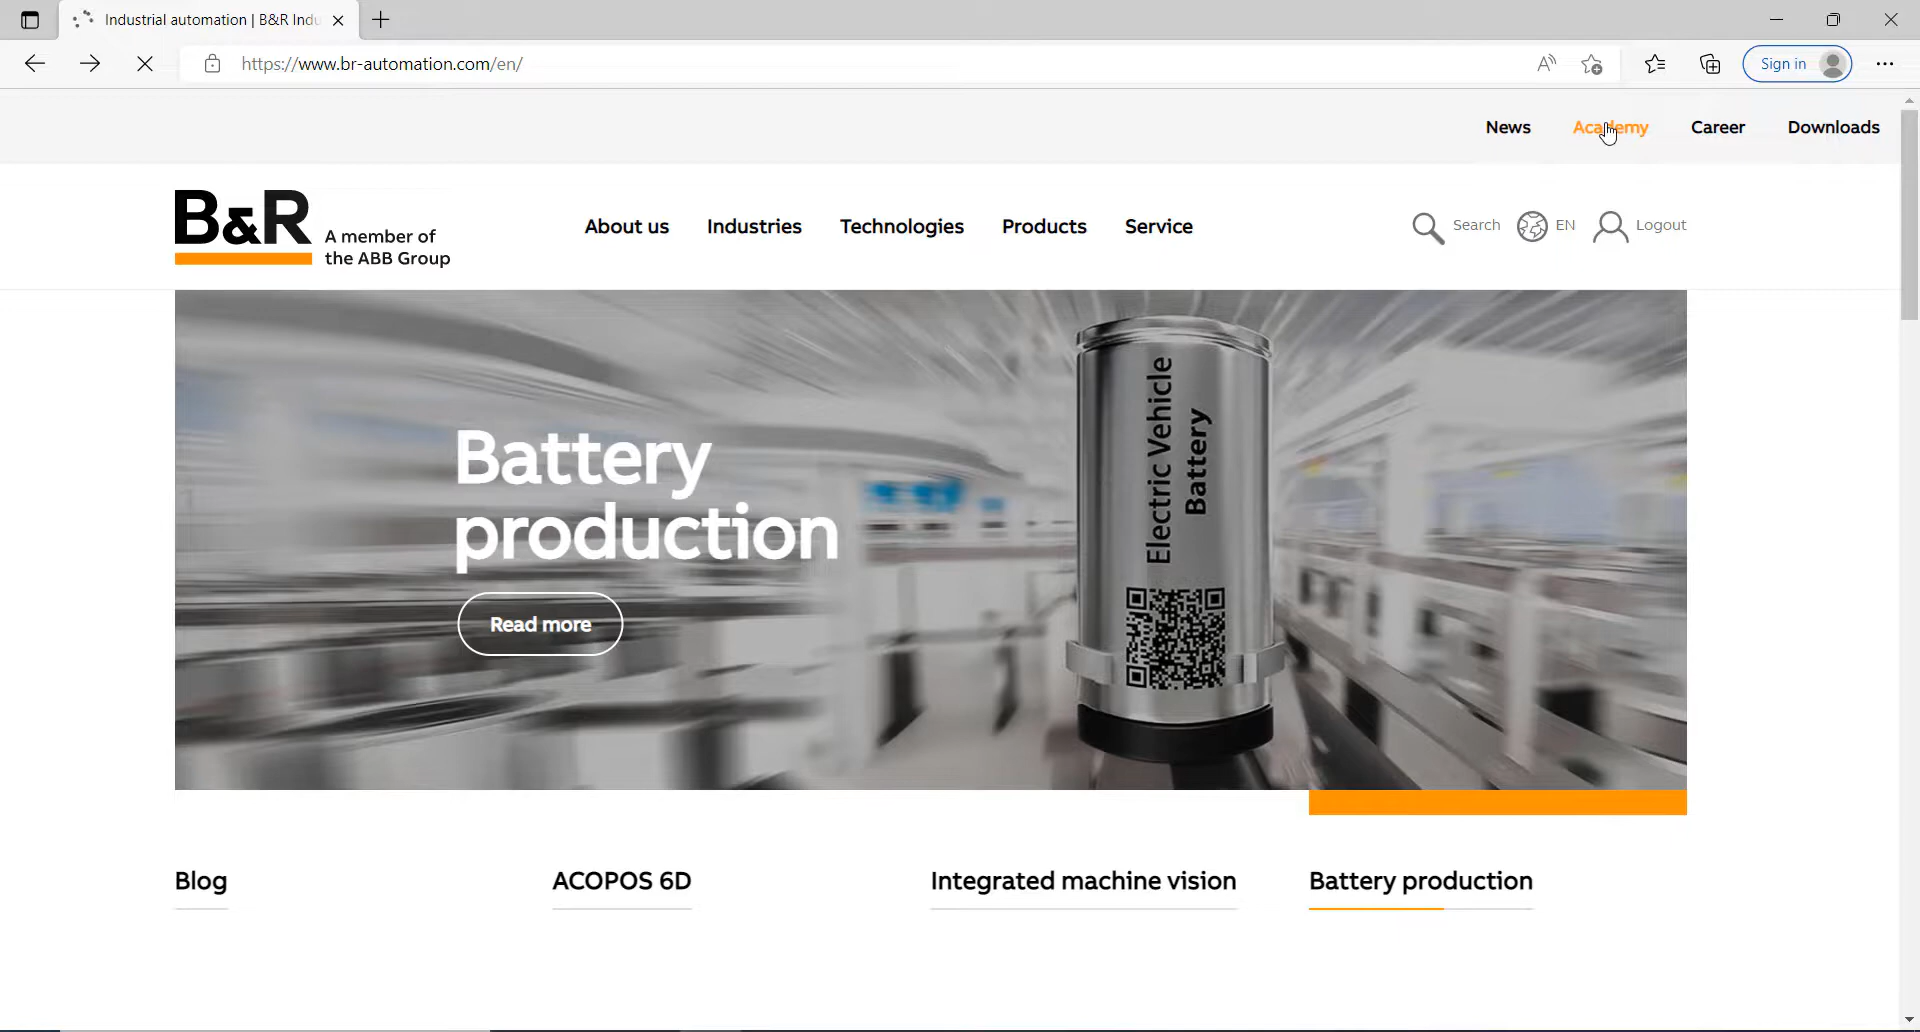 Industrial automation | B&R Indu
https://www.br-automation.com/en/
Sign in
News
Academy
Career
Downloads
B&R
A member of
the ABB Group
About us
Industries
Technologies
Products
Service
Search
EN
Logout
Battery
production
Read more
Electric Vehicle
Battery
Blog
ACOPOS 6D
Integrated machine vision
Battery production